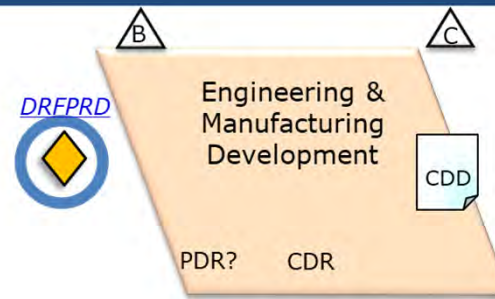 B
C
DRFPRD
Engineering &
Manufacturing
Development
CDD
PDR? CDR